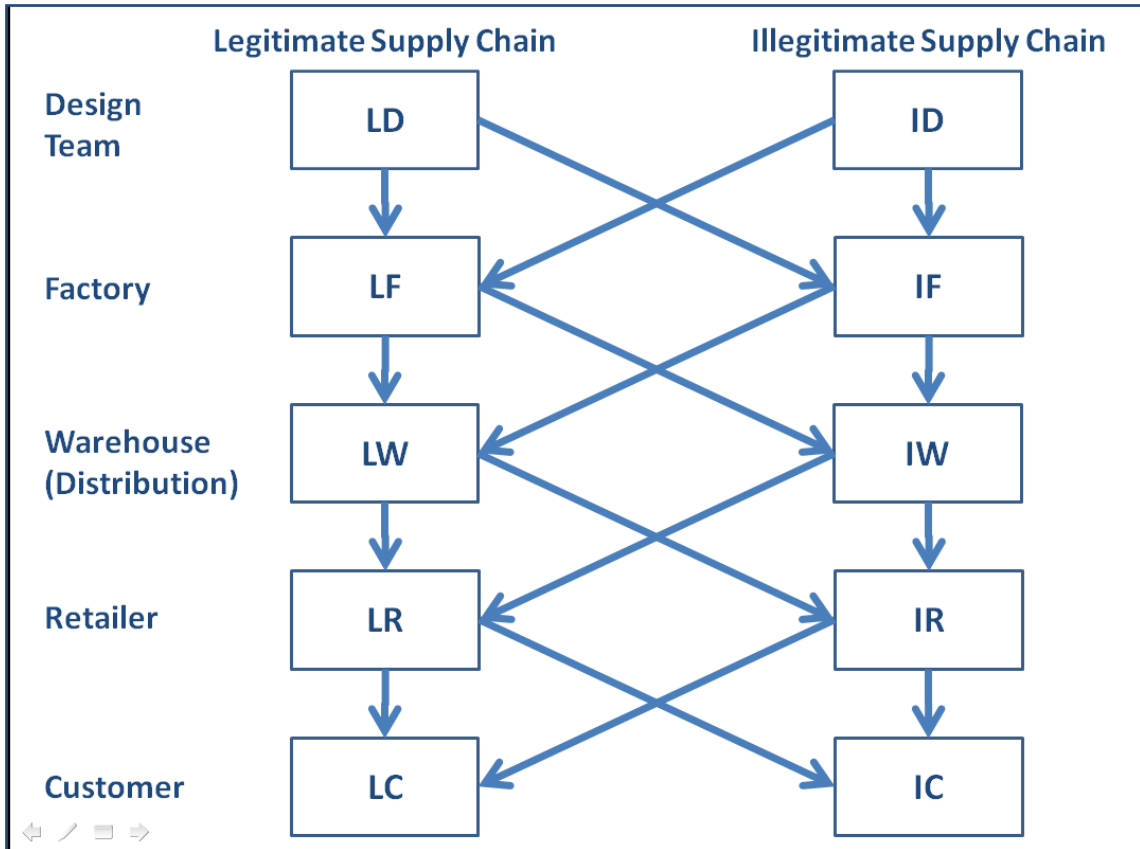 Legitimate Supply Chain
Illegitimate Supply Chain
Design
Team
LD
ID
Factory
LF
IF
Warehouse
(Distribution)
LW
IW
Retailer
LR
IR
Customer
LC
IC